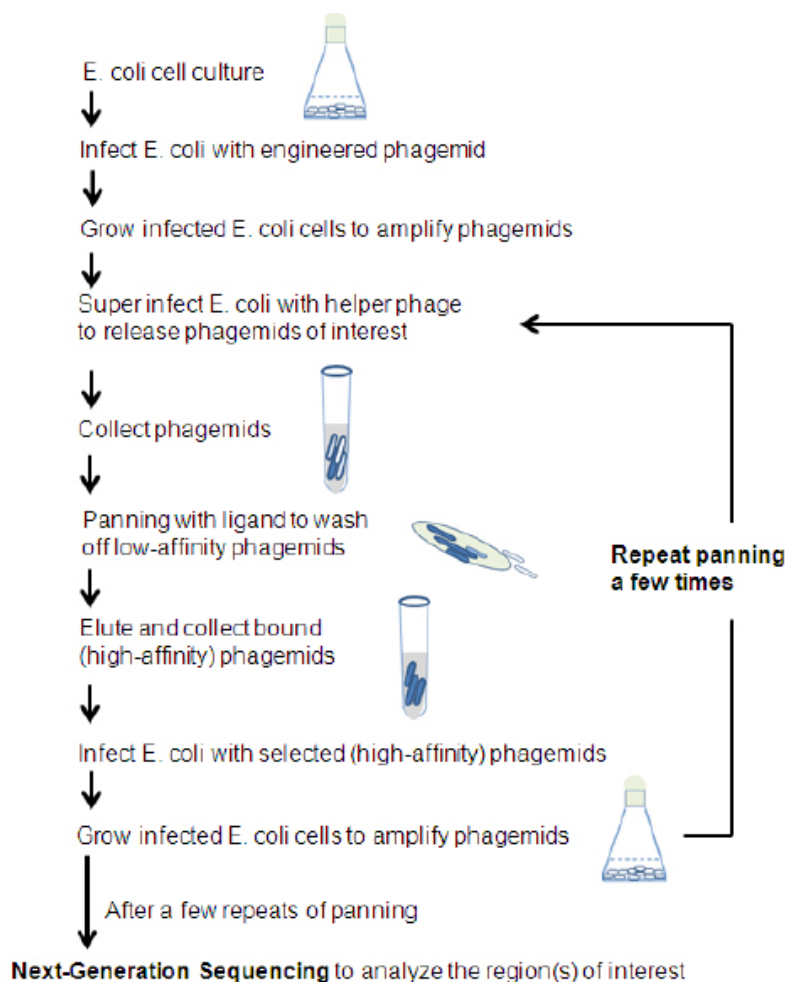 E. coli cell culture
Infect E. coli with engineered phagemid
Grow infected E. coli cells to amplify phagemids
Super infect E. coli with helper phage
to release phagemids of interest
Collect phagemids
Panning with ligand to wash
off low-affinity phagemids
Repeat panning
a few times
Elute and collect bound
(high-affinity) phagemids
Infect E. coli with selected (high-affinity) phagemids
Grow infected E. coli cells to amplify phagemids
After a few repeats of panning
Next-Generation Sequencing to analyze the region(s) of interest